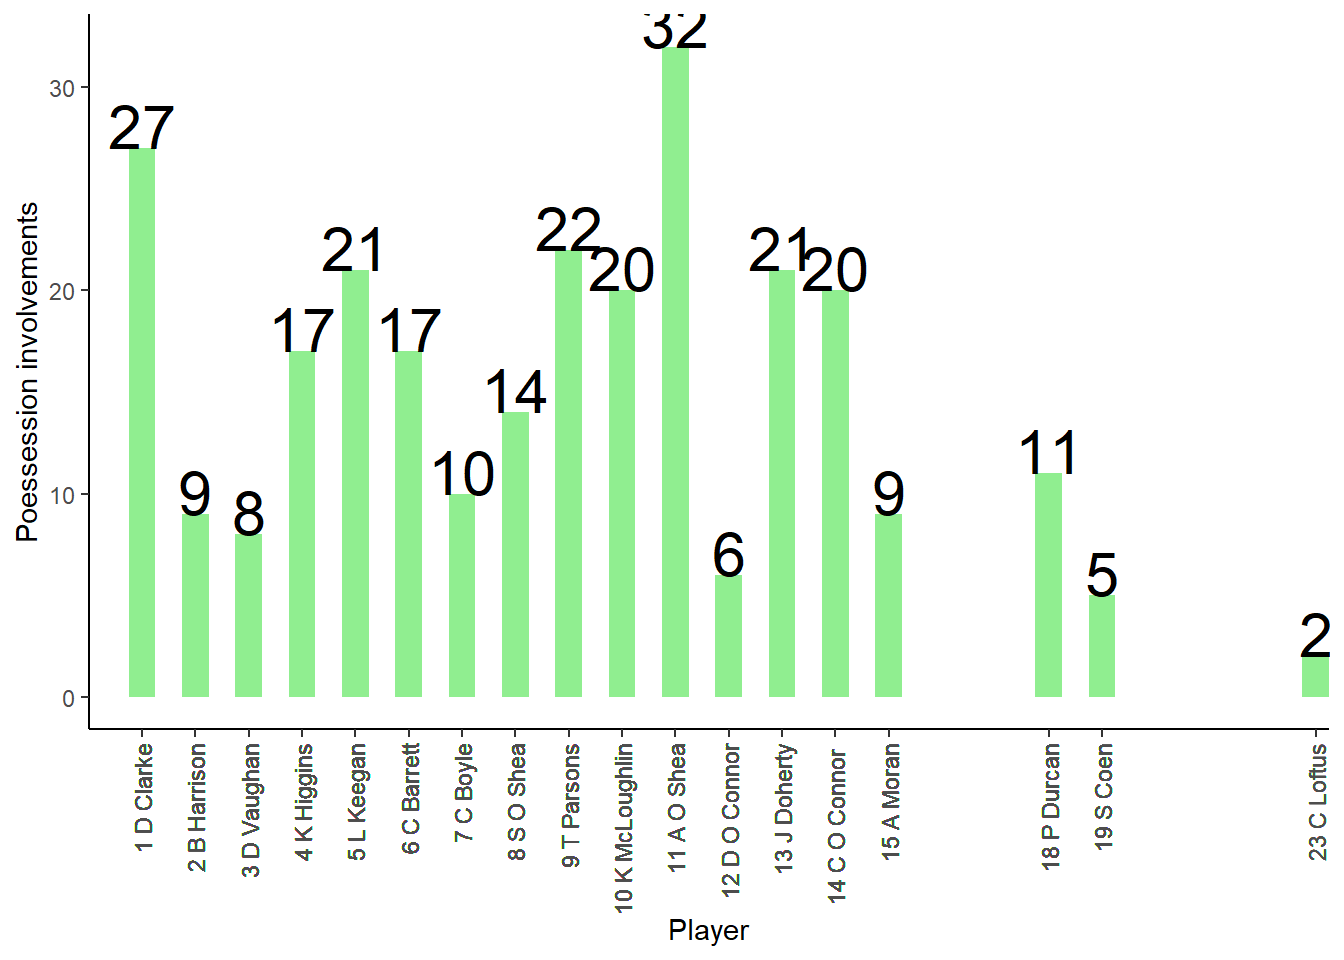 Poessession involvements
30
20
10
0
27
9
8
17
21
17
10
14
22
20
32
6
21
20
9
11
5
2
1 D Clarke
2 B Harrison
3 D Vaughan
4 K Higgins
5 L Keegan
6 C Barrett
7 C Boyle
8 S O Shea
9 T Parsons
10 K McLoughlin
11 A O Shea
12 D O Connor
13 J Doherty
14 C O Connor
15 A Moran
18 P Durcan
19 S Coen
23 C Loftus
Player